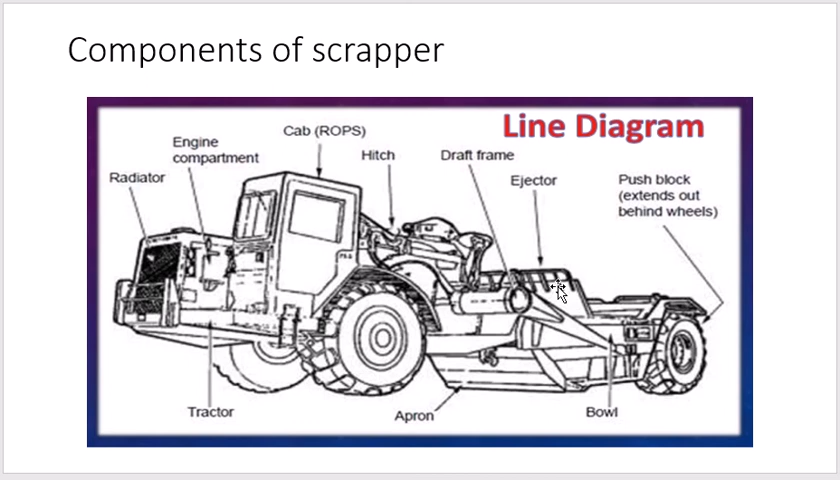 Components of scrapper
Line Diagram
Cab (ROPS)
Engine
compartment
Hitch
Draft frame
Radiator
Ejector
Push block
(extends out
behind wheels)
Tractor
Apron
Bowl